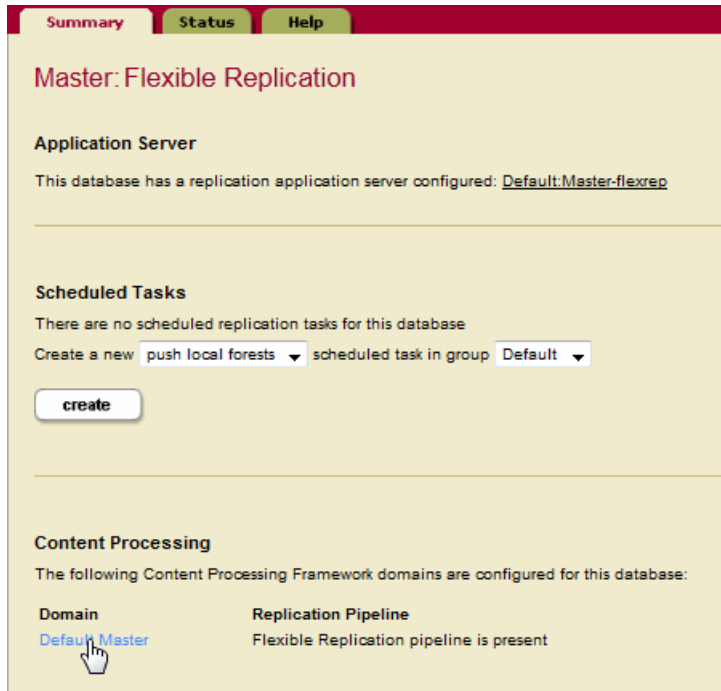 Summary Status Help
Master: Flexible Replication
Application Server
This database has a replication application server configured: Default:Master-flexrep
Scheduled Tasks
There are no scheduled replication tasks for this database
Create a new push local forests scheduled task in group Default
create
Content Processing
The following Content Processing Framework domains are configured for this database:
Domain Replication Pipeline
Default Master Flexible Replication pipeline is present